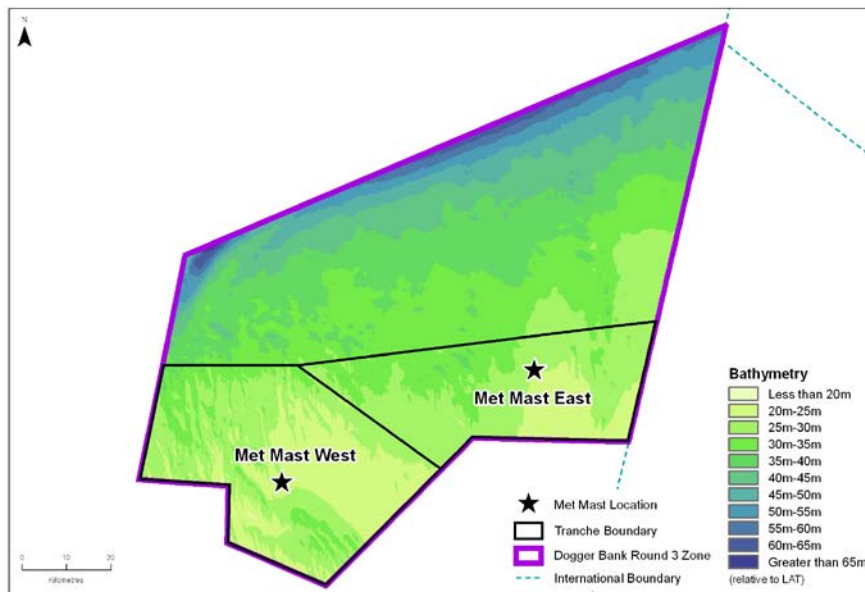 N
Met Mast East
Met Mast West
Bathymetry
Less than 20m
20m-25m
25m-30m
30m-35m
35m-40m
40m-45m
45m-50m
50m-55m
55m-60m
60m-65m
Greater than 65m
(relative to LAT)
Met Mast Location
Tranche Boundary
Dogger Bank Round 3 Zone
International Boundary
0 10 20
Kilometres